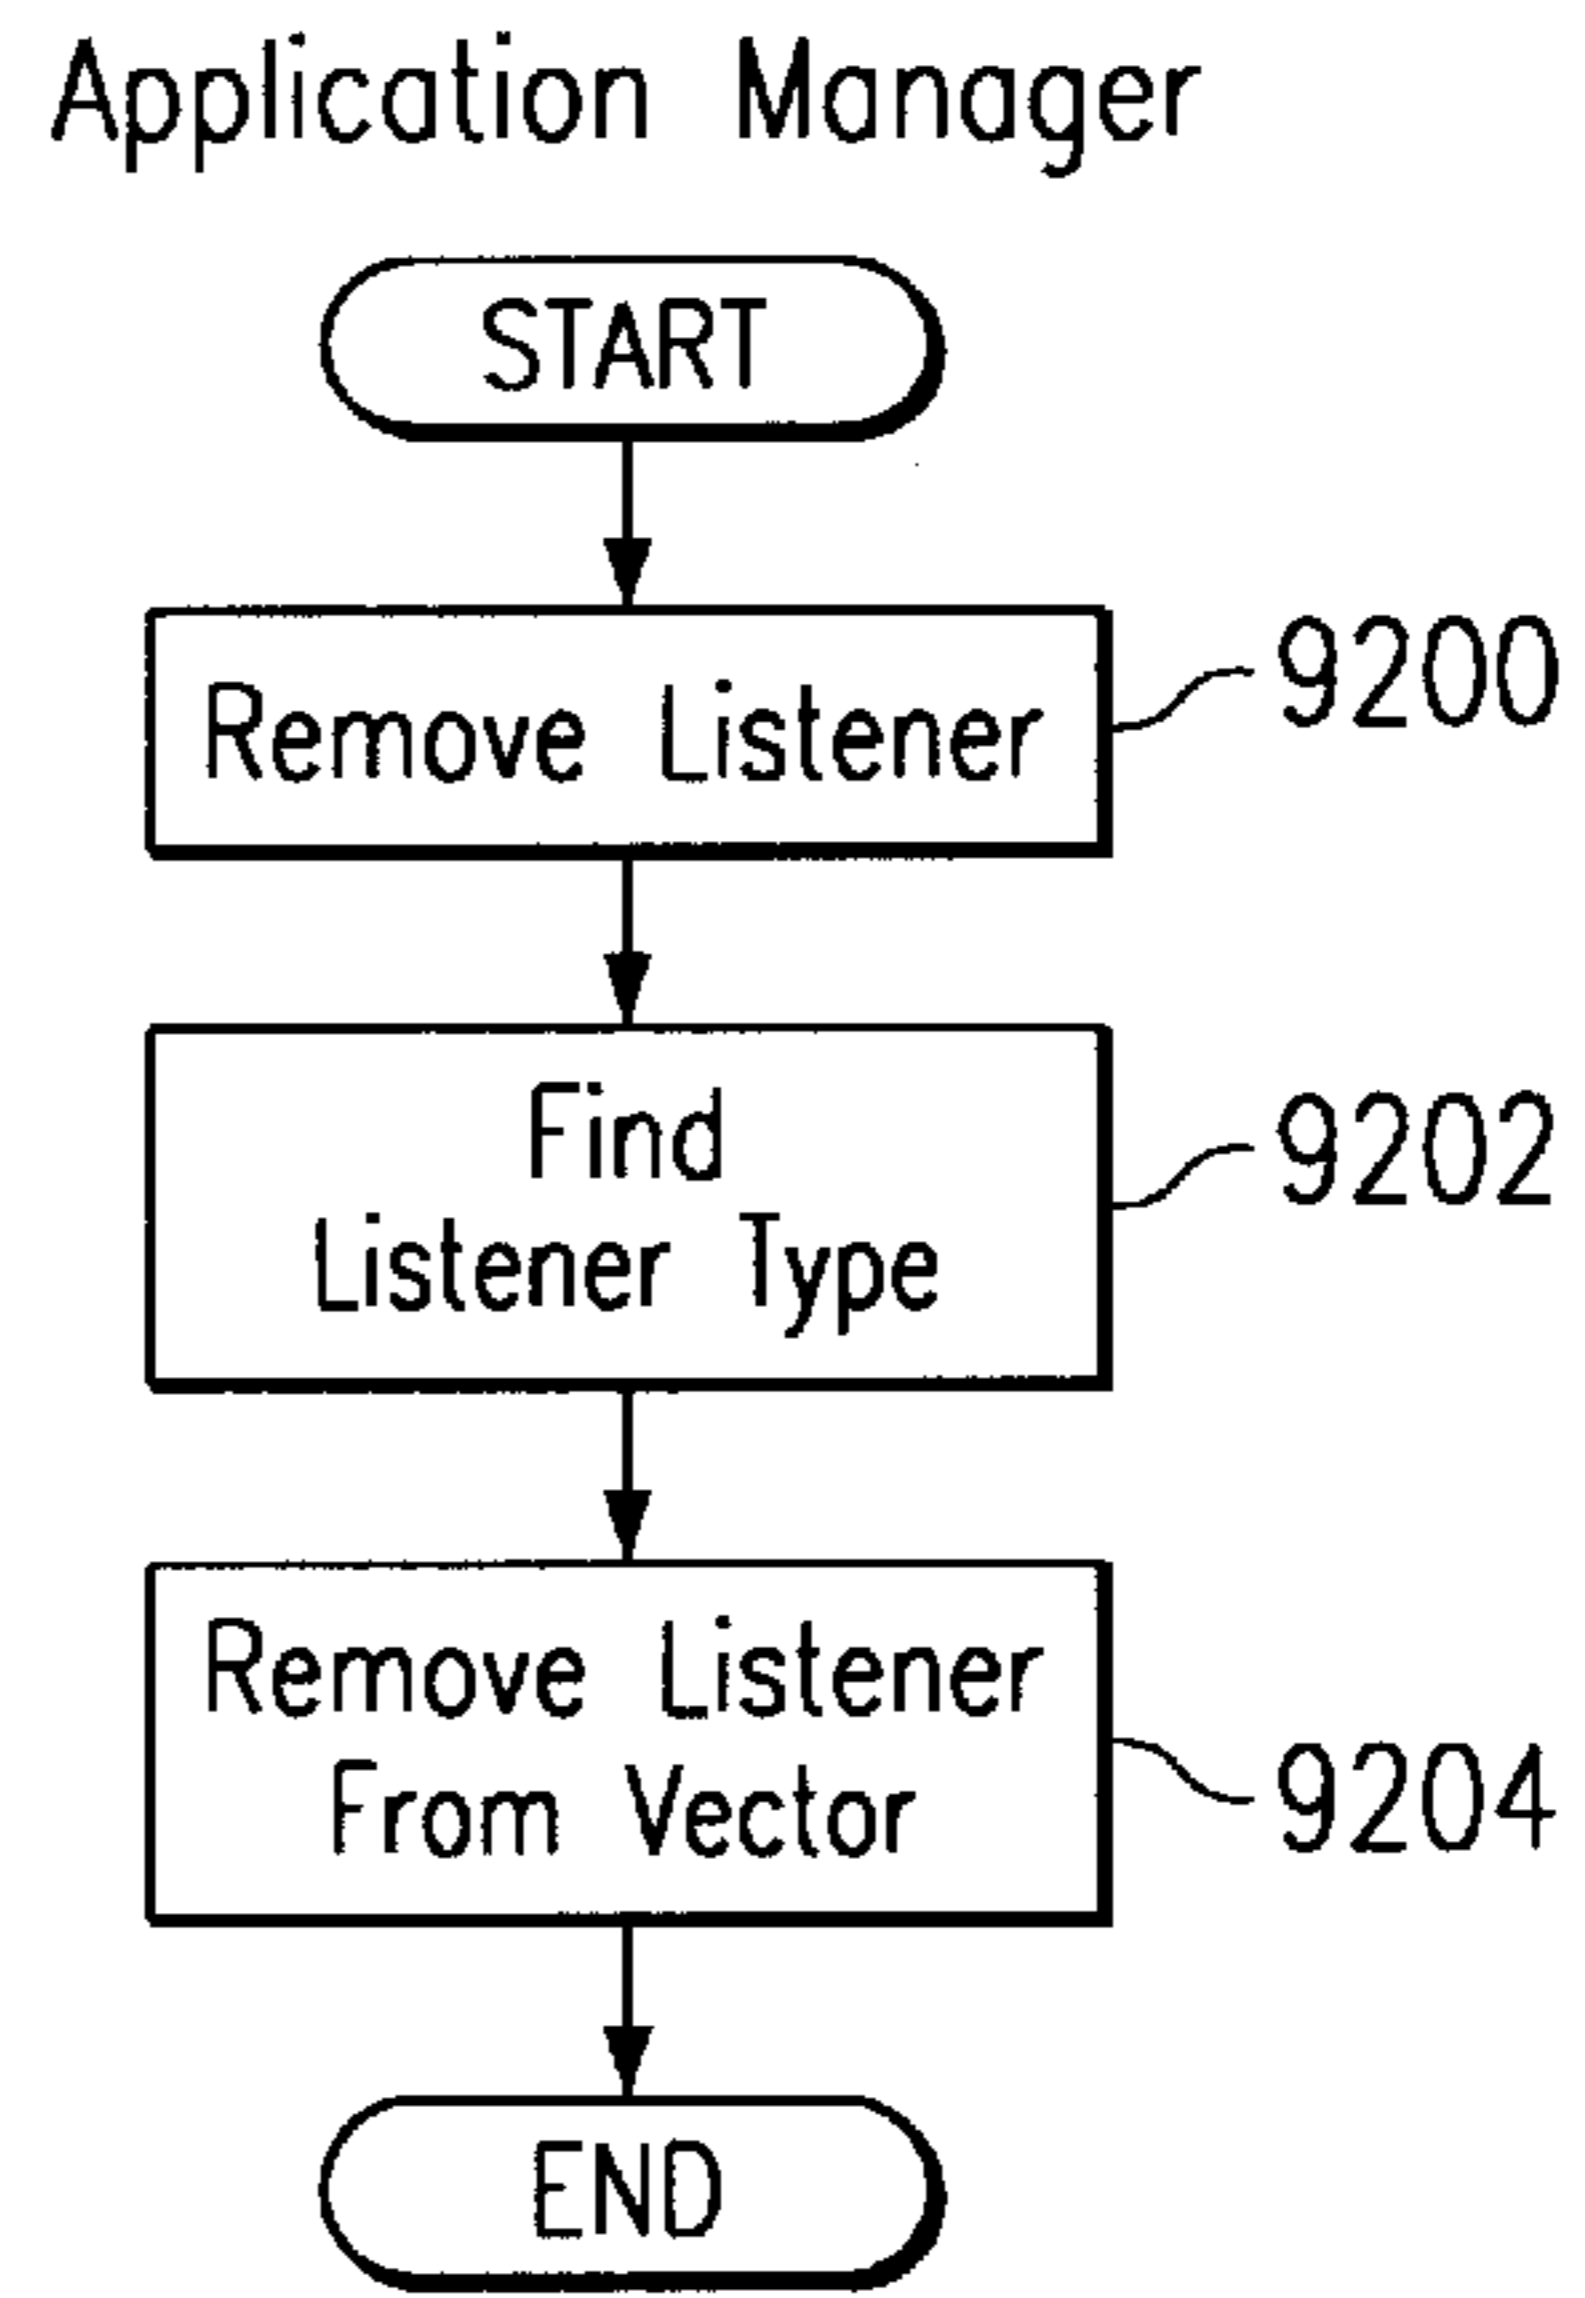 Application Manager
START
Remove Listener
9200
Find
Listener Type
9202
Remove Listener
From Vector
9204
END